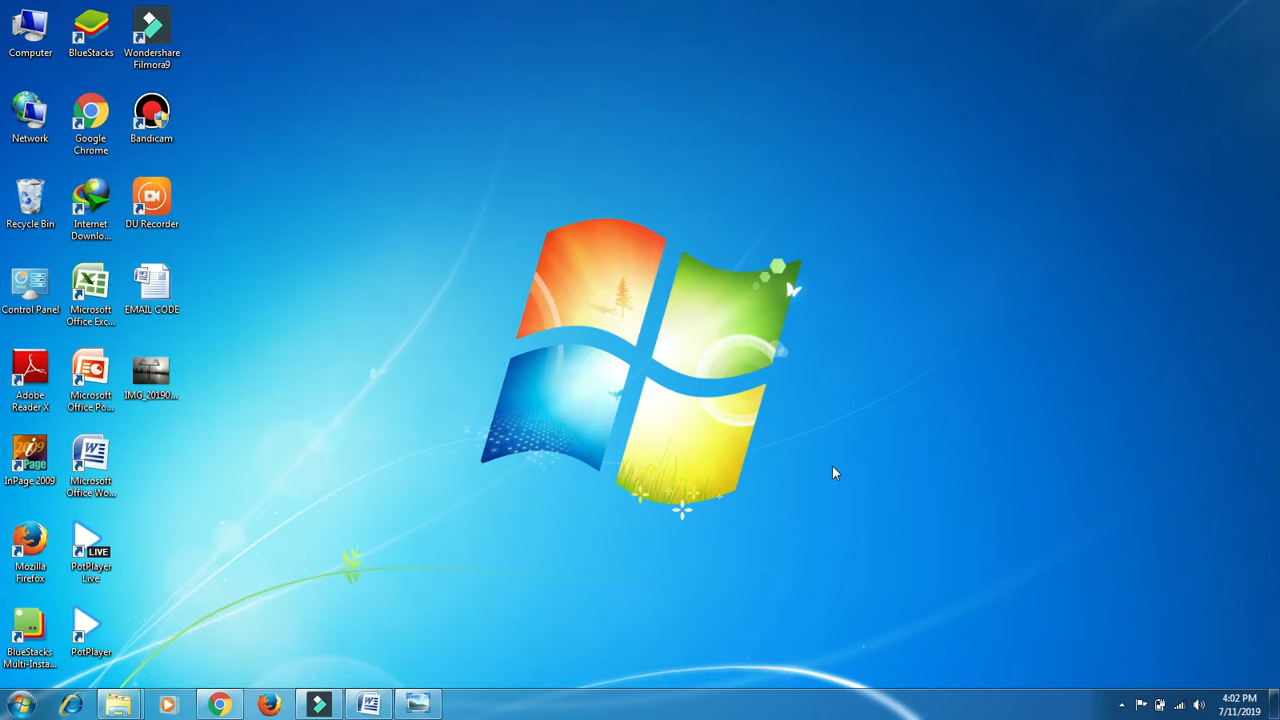 Computer
BlueStacks
Wondershare
Filmora9
Network
Google
Chrome
Bandicam
Recycle Bin
Internet
Downlo...
DU Recorder
Control Panel
Microsoft
Office Exc...
EMAIL CODE
Adobe
Reader X
Microsoft
Office Po...
IMG_20190...
2009
inPage
InPage 2009
Microsoft
Office Wo...
Mozilla
Firefox
LIVE
PotPlayer
Live
BlueStacks
Multi-Insta...
PotPlayer
4:02 PM
7/11/2019